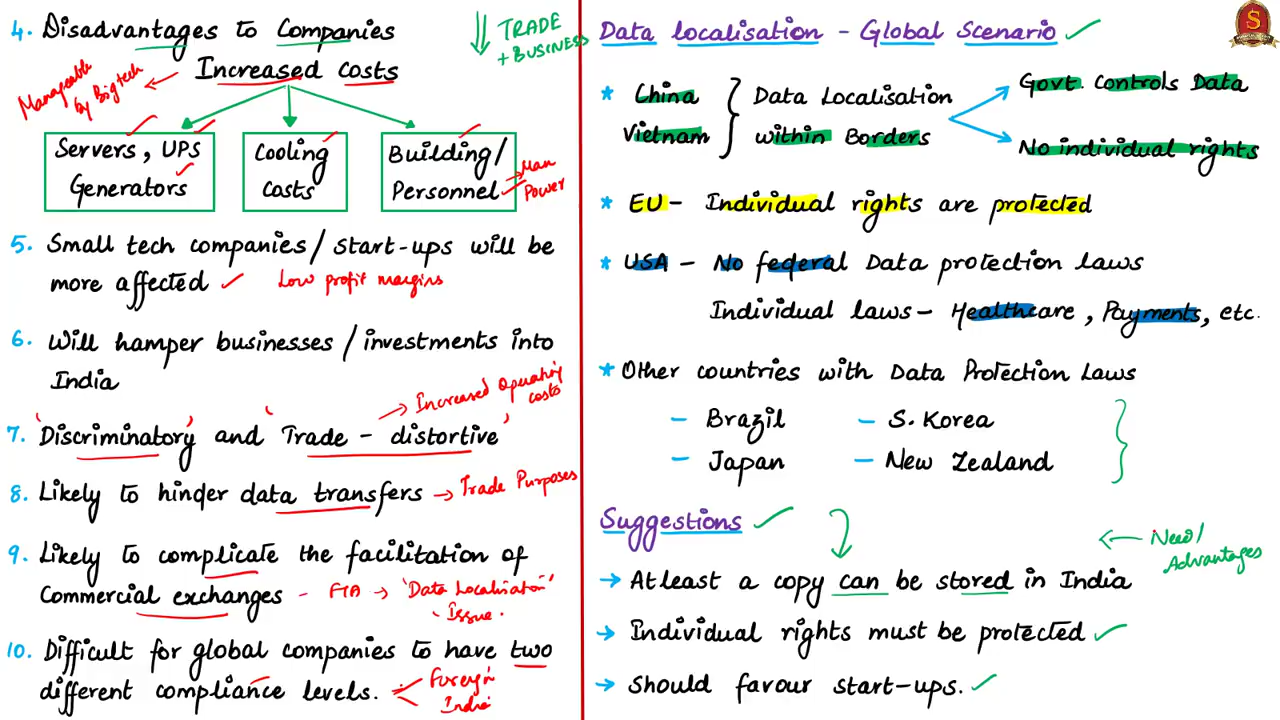 4. Disadvantages to Companies
↓ TRADE
+ BUSINESS
Increased costs
Manageable
by Bigtech
Servers, UPS
Generators
Cooling
Costs
Building/
Personnel
Man
Power
5. Small tech companies/start-ups will be
more affected
Low profit margins
6. Will hamper businesses/investments into
India
→ Increased Operating
costs
7. 'Discriminatory' and 'Trade - distortive'
8. Likely to hinder data transfers → Trade Purposes
9. Likely to complicate the facilitation of
Commercial exchanges - FTA → 'Data Localisation'
Issue.
10. Difficult for global companies to have two
different compliance levels.
Foreign
India
Data localisation - Global Scenario
* China
Vietnam
Data Localisation
within Borders
Govt. Controls Data
No individual rights
* EU - Individual rights are protected
* USA - No federal Data protection laws
Individual laws - Healthcare, Payments, etc.
* Other countries with Data Protection Laws
- Brazil - S. Korea
- Japan - New Zealand
Suggestions
← Need/
Advantages
→ At least a copy can be stored in India
→ Individual rights must be protected
→ Should favour start-ups.
S